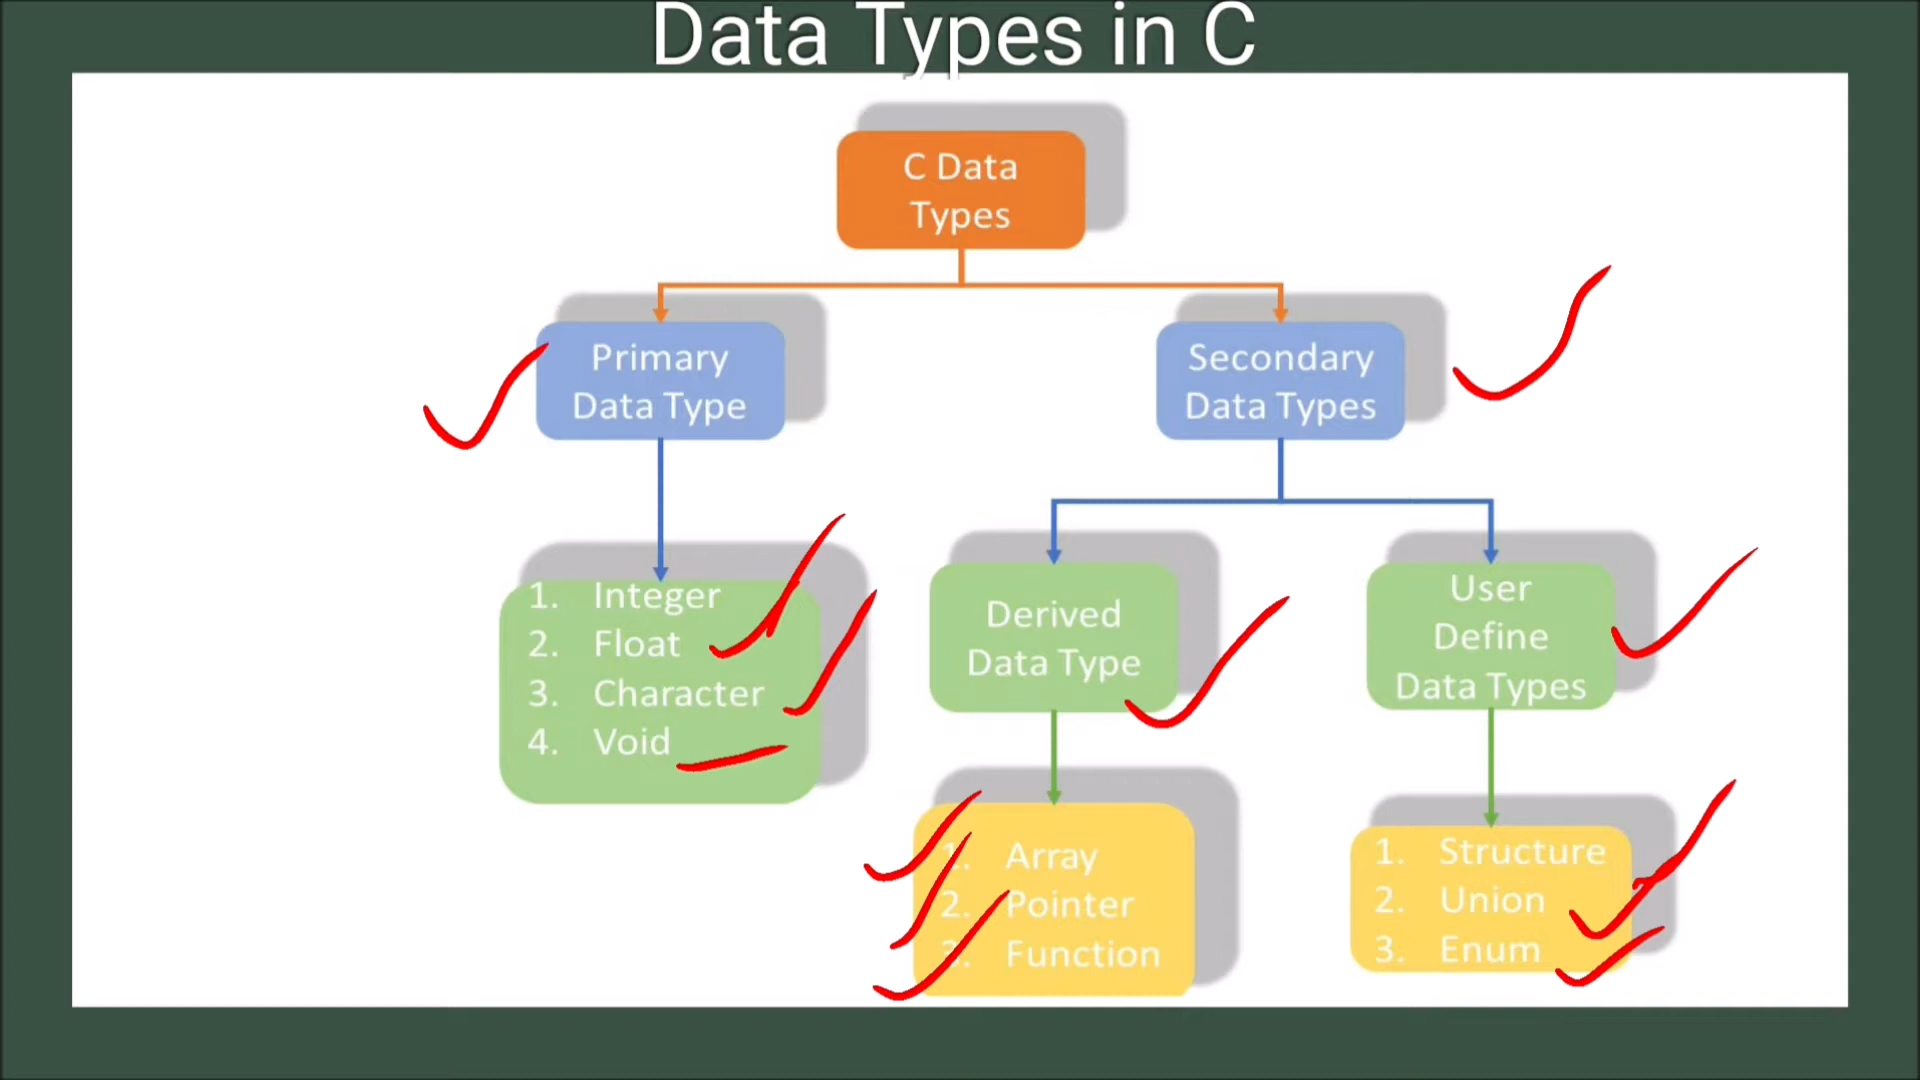 Data Types in C
C Data
Types
Primary
Data Type
Secondary
Data Types
1. Integer
2. Float
3. Character
4. Void
Derived
Data Type
User
Define
Data Types
1. Array
2. Pointer
3. Function
1. Structure
2. Union
3. Enum